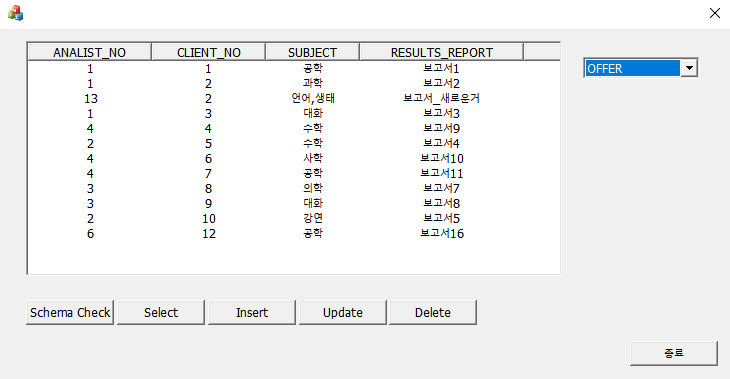 ANALIST_NO CLIENT_NO SUBJECT RESULTS_REPORT
OFFER
1 1 공학 보고서1
1 2 과학 보고서2
13 2 언어,생태 보고서_새로운거
1 3 대화 보고서3
4 4 수학 보고서9
2 5 수학 보고서4
4 6 사학 보고서10
4 7 공학 보고서11
3 8 의학 보고서7
3 9 대화 보고서8
2 10 강연 보고서5
6 12 공학 보고서16
Schema Check Select Insert Update Delete
종료